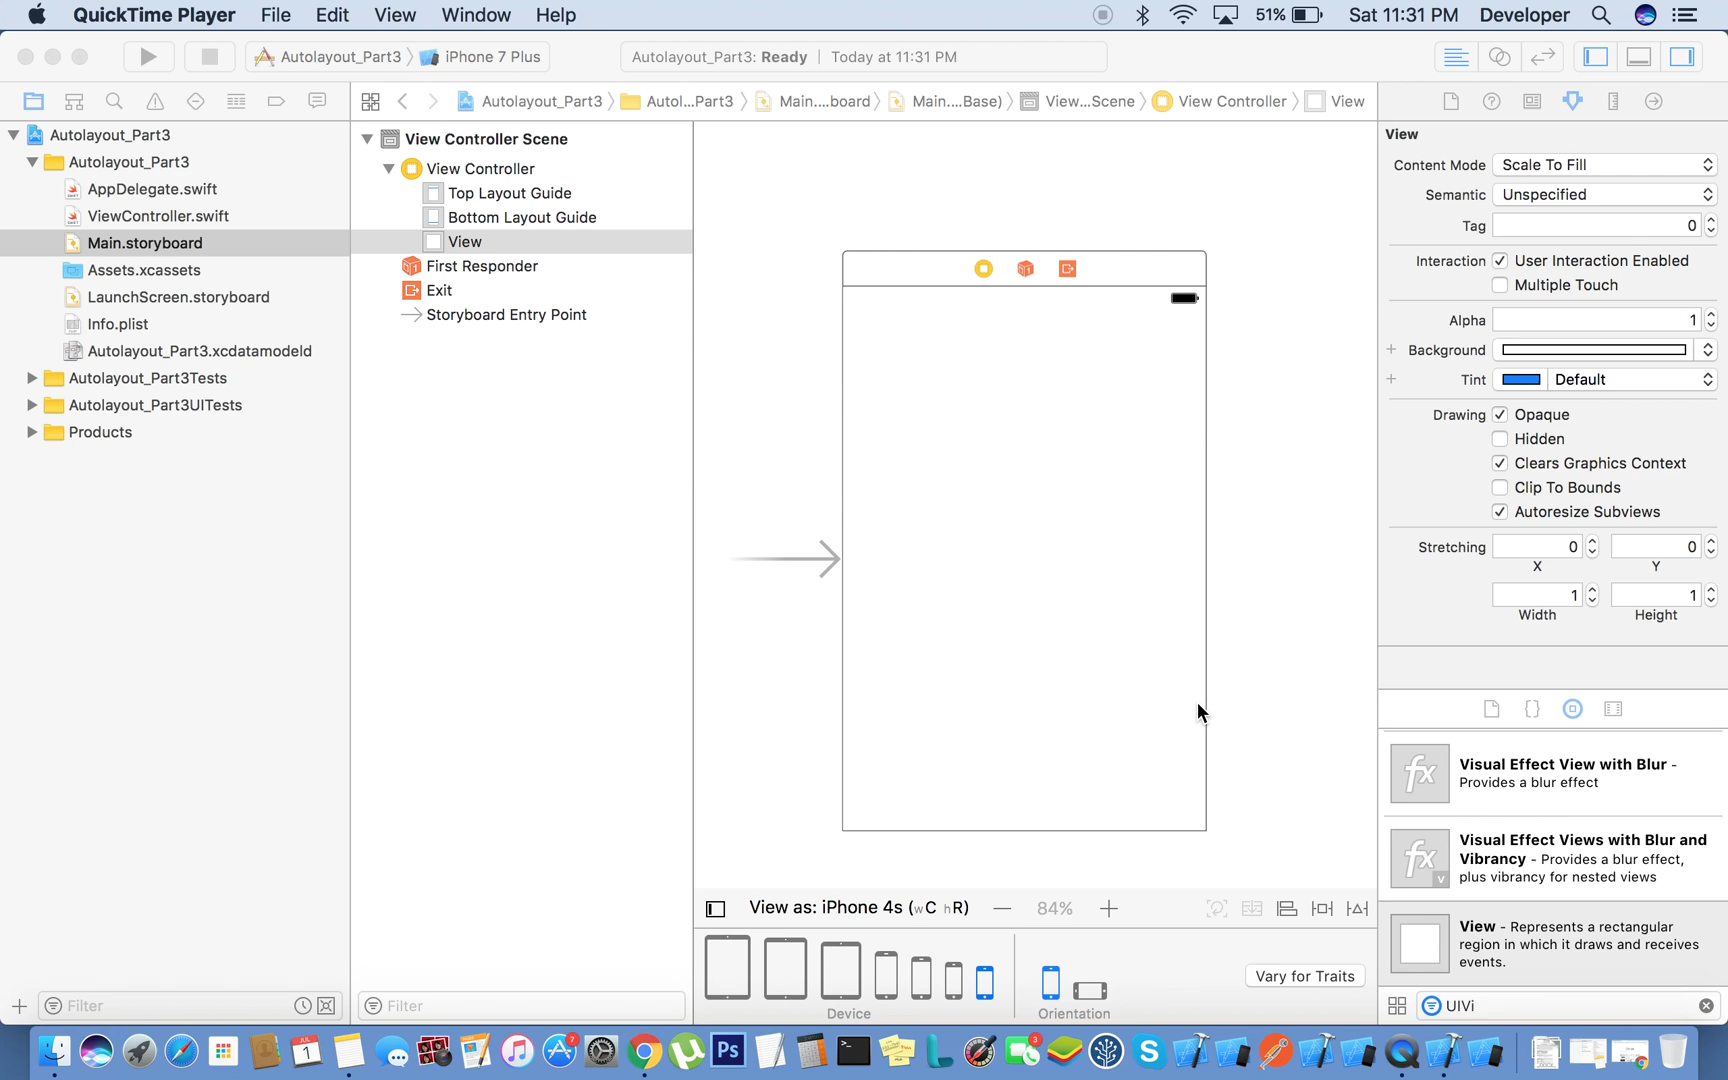 QuickTime Player File Edit View Window Help 51% Sat 11:31 PM Developer
Autolayout_Part3 iPhone 7 Plus Autolayout_Part3: Ready Today at 11:31 PM
Autolayout_Part3 Autol...Part3 Main....board Main....Base) View...Scene View Controller View
Autolayout_Part3
Autolayout_Part3
AppDelegate.swift
ViewController.swift
Main.storyboard
Assets.xcassets
LaunchScreen.storyboard
Info.plist
Autolayout_Part3.xcdatamodeld
Autolayout_Part3Tests
Autolayout_Part3UITests
Products
Filter
View Controller Scene
View Controller
Top Layout Guide
Bottom Layout Guide
View
First Responder
Exit
Storyboard Entry Point
Filter
View as: iPhone 4s (wC hR) — 84% +
Vary for Traits
Device
Orientation
View
Content Mode Scale To Fill
Semantic Unspecified
Tag 0
Interaction User Interaction Enabled
Multiple Touch
Alpha 1
+ Background
+ Tint Default
Drawing Opaque
Hidden
Clears Graphics Context
Clip To Bounds
Autoresize Subviews
Stretching 0 0
X Y
1 1
Width Height
{}
fx
Visual Effect View with Blur -
Provides a blur effect
fx
V
Visual Effect Views with Blur and
Vibrancy - Provides a blur effect,
plus vibrancy for nested views
View - Represents a rectangular
region in which it draws and receives
events.
UIVi
JUL
1
7
Ps
3